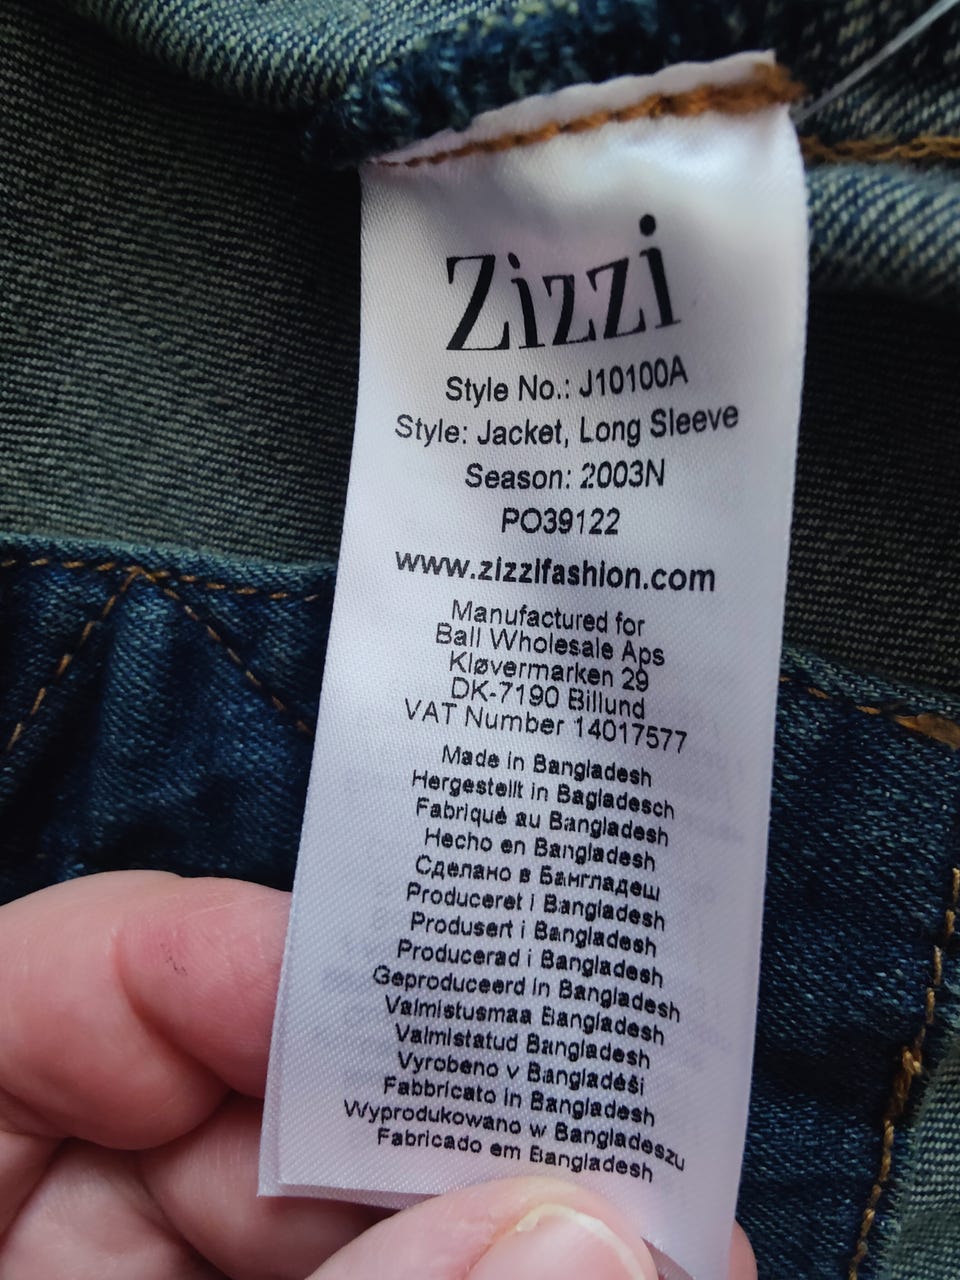 Zizzi
Style No.: J10100A
Style: Jacket, Long Sleeve
Season: 2003N
PO39122
www.zizzifashion.com
Manufactured for
Ball Wholesale Aps
Kløvermarken 29
DK-7190 Billund
VAT Number 14017577
Made in Bangladesh
Hergestellt in Bagladesch
Fabriqué au Bangladesh
Hecho en Bangladesh
Сделано в Бангладеш
Produceret i Bangladesh
Produsert i Bangladesh
Producerad i Bangladesh
Geproduceerd in Bangladesh
Valmistusmaa Bangladesh
Valmistatud Bangladesh
Vyrobeno v Bangladéši
Fabbricato in Bangladesh
Wyprodukowano w Bangladeszu
Fabricado em Bangladesh